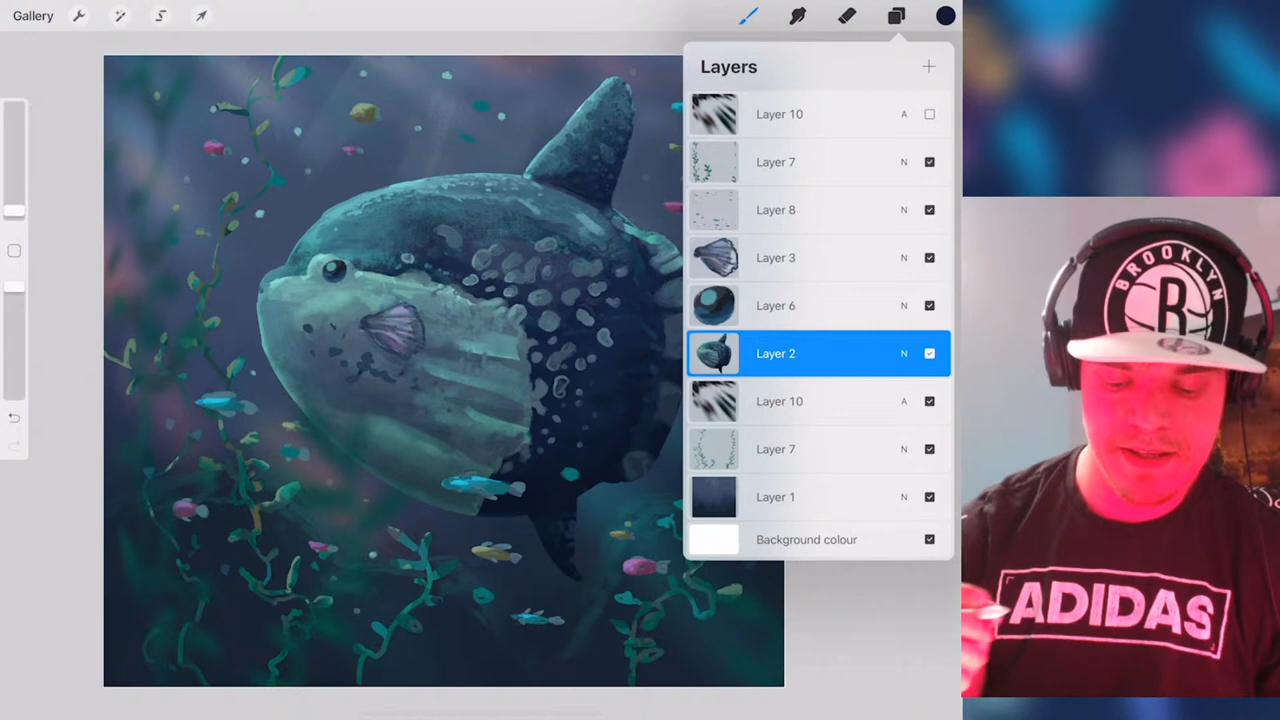 Gallery
Layers
Layer 10 A
Layer 7 N
Layer 8 N
Layer 3 N
Layer 6 N
Layer 2 N
Layer 10 A
Layer 7 N
Layer 1 N
Background colour
BROOKLYN
B
ADIDAS